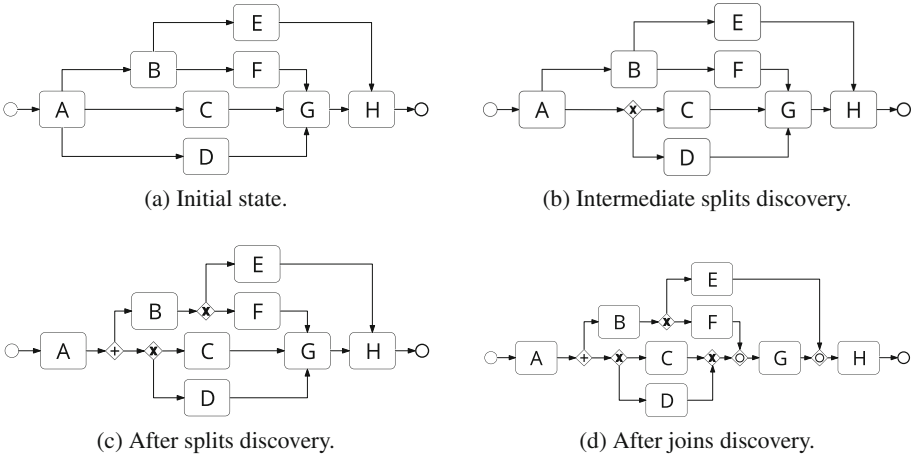 E
B
F
A
C
G
H
D
(a) Initial state.
E
B
F
A
x
C
G
H
D
(b) Intermediate splits discovery.
E
B
x
F
A
+
x
C
G
H
D
(c) After splits discovery.
E
B
x
F
A
+
x
C
x
G
H
D
(d) After joins discovery.